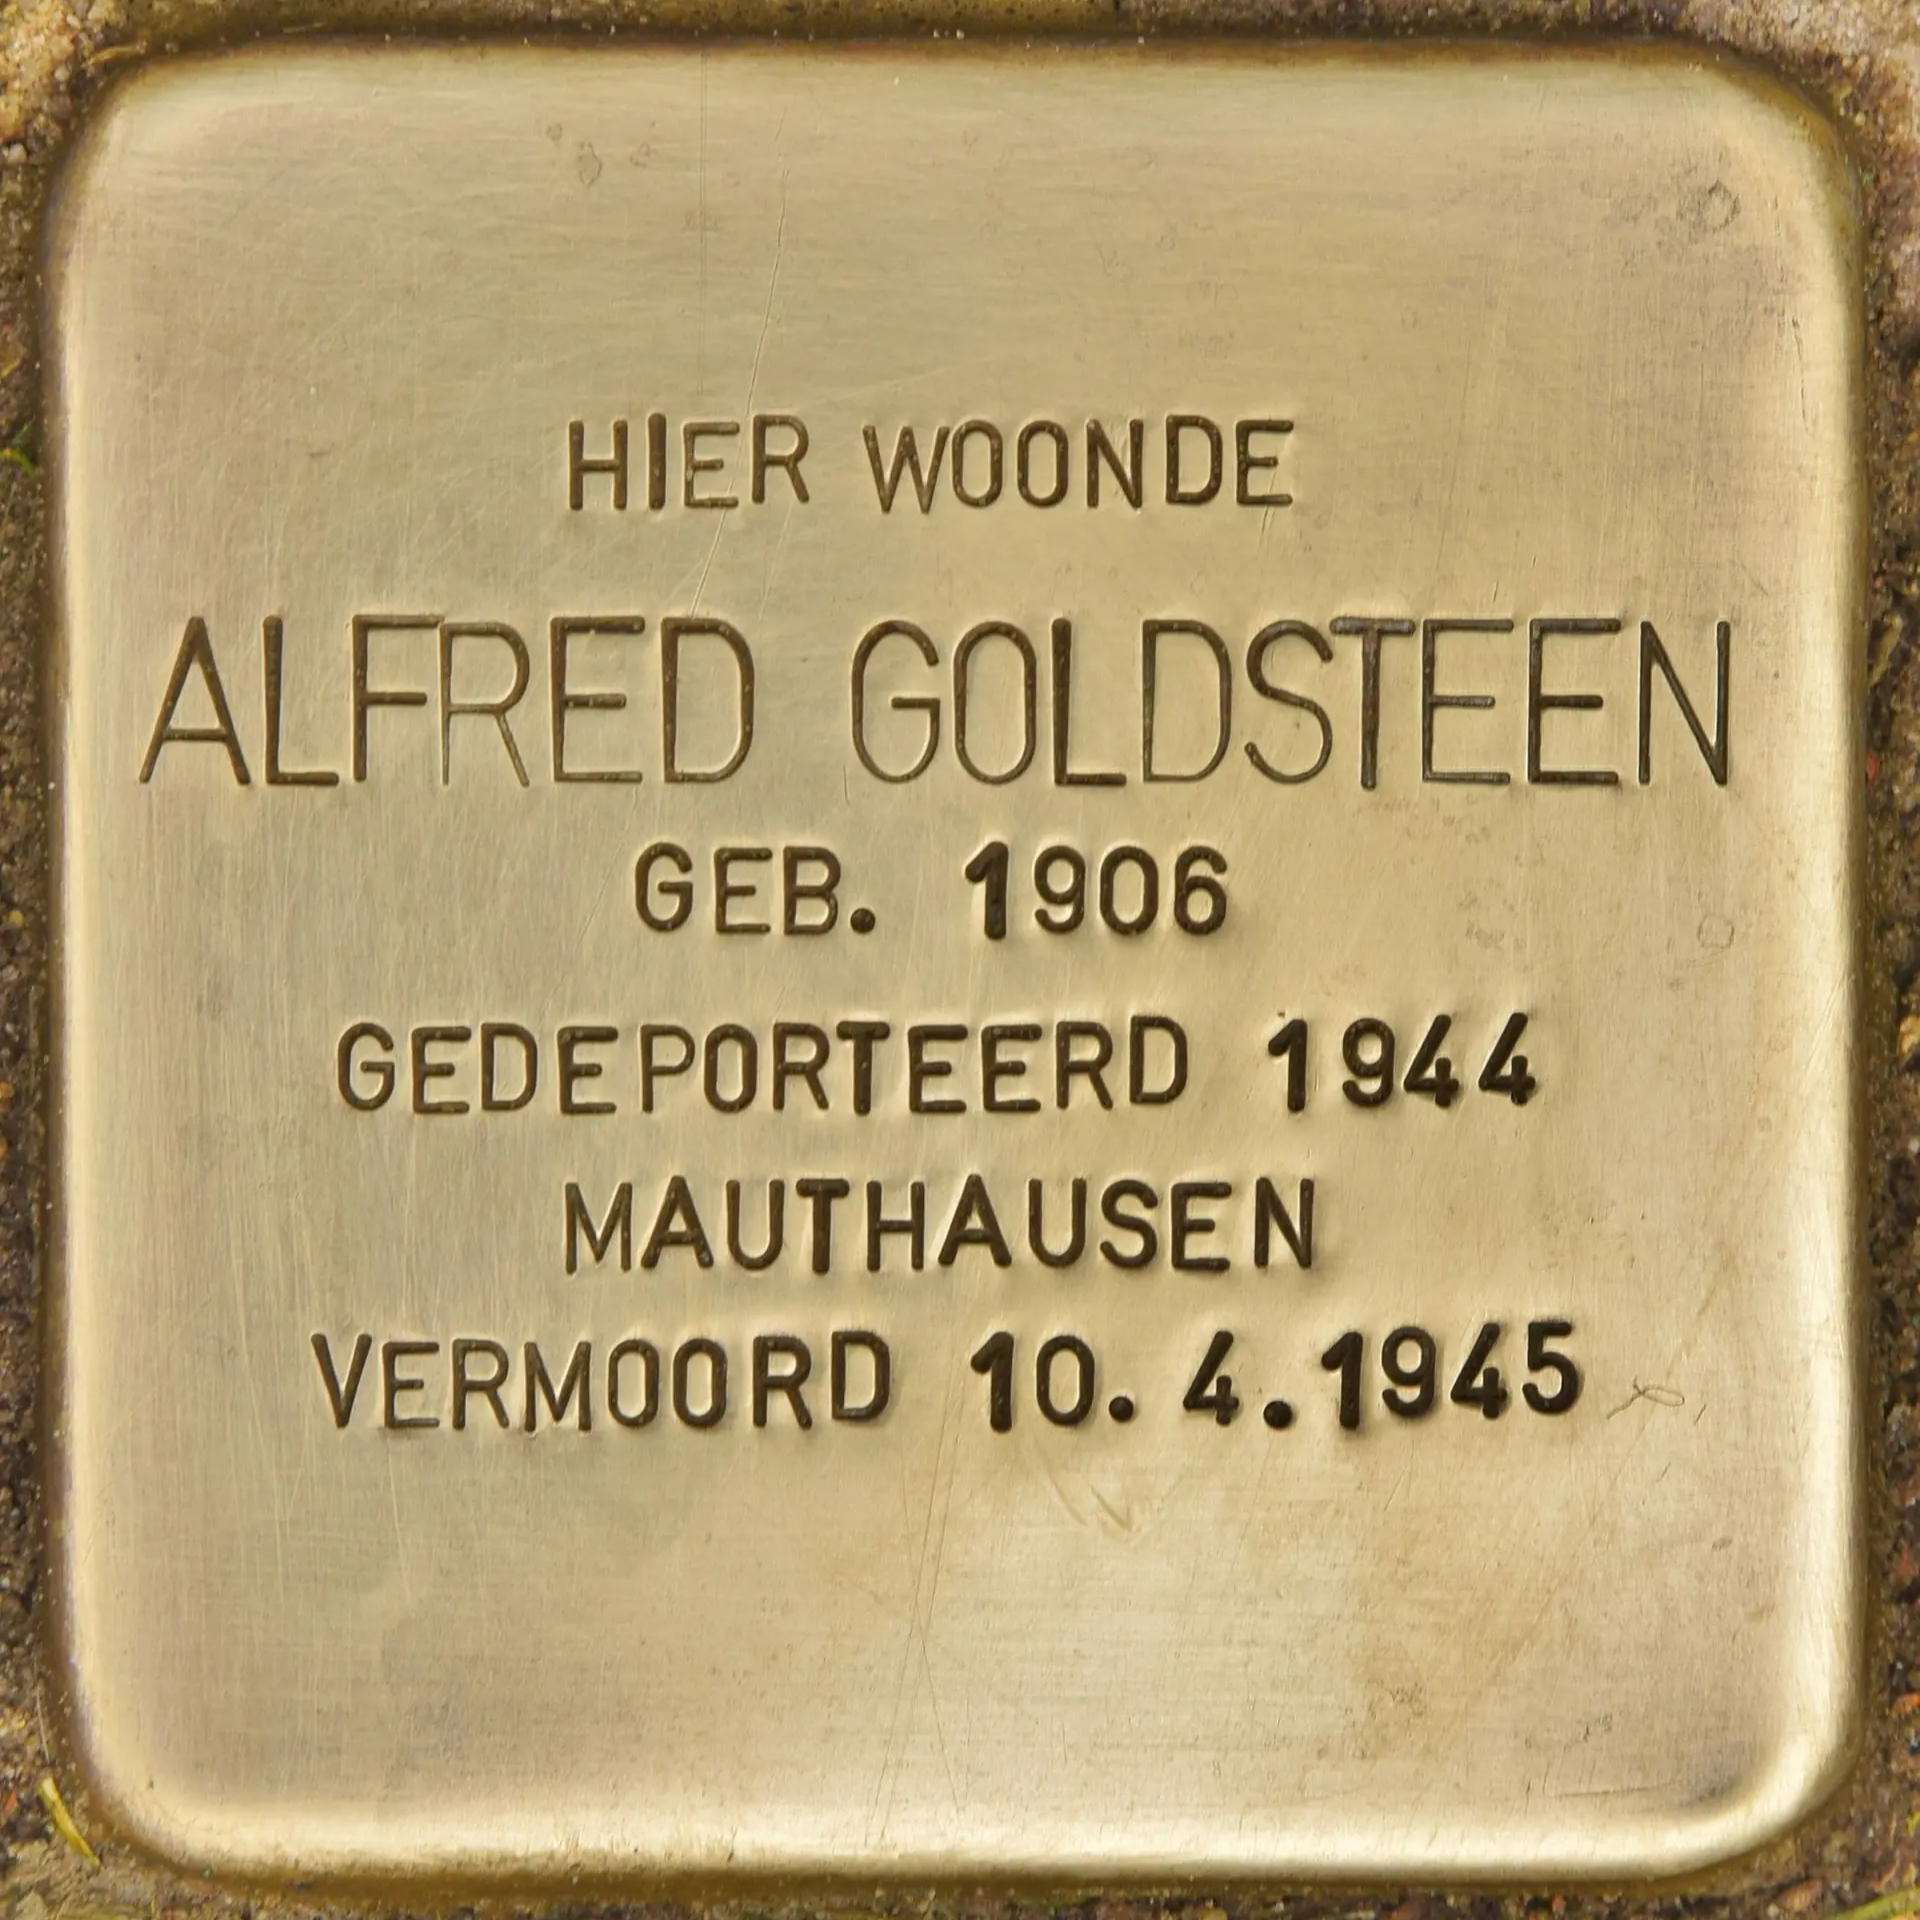 HIER WOONDE
ALFRED GOLDSTEEN
GEB. 1906
GEDEPORTEERD 1944
MAUTHAUSEN
VERMOORD 10.4.1945